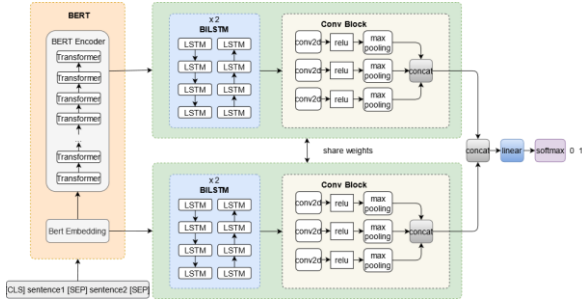 BERT
BERT Encoder
Transformer
Transformer
Transformer
Transformer
...
Transformer
Transformer
Bert Embedding
CLS] sentence1 [SEP] sentence2 [SEP]
x 2
BILSTM
LSTM LSTM
LSTM LSTM
LSTM LSTM
LSTM LSTM
Conv Block
conv2d relu max pooling
conv2d relu max pooling
conv2d relu max pooling
concat
share weights
x 2
BILSTM
LSTM LSTM
LSTM LSTM
LSTM LSTM
LSTM LSTM
Conv Block
conv2d relu max pooling
conv2d relu max pooling
conv2d relu max pooling
concat
concat linear softmax 0 1